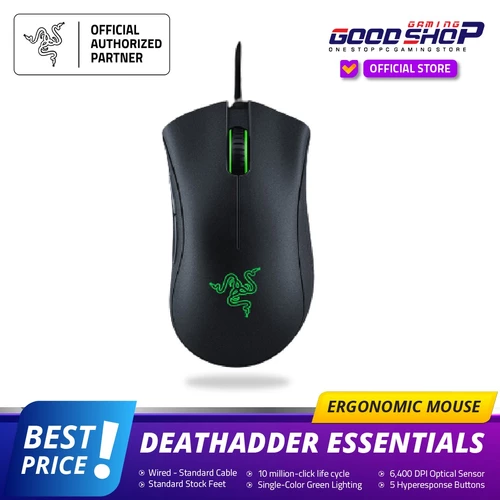 OFFICIAL
AUTHORIZED
PARTNER
GAMING
GOODSHOP
ONE STOP PC GAMING STORE
OFFICIAL STORE
ERGONOMIC MOUSE
BEST
PRICE!
DEATHADDER ESSENTIALS
• Wired - Standard Cable
• Standard Stock Feet
• 10 million-click life cycle
• Single-Color Green Lighting
• 6,400 DPI Optical Sensor
• 5 Hyperesponse Buttons